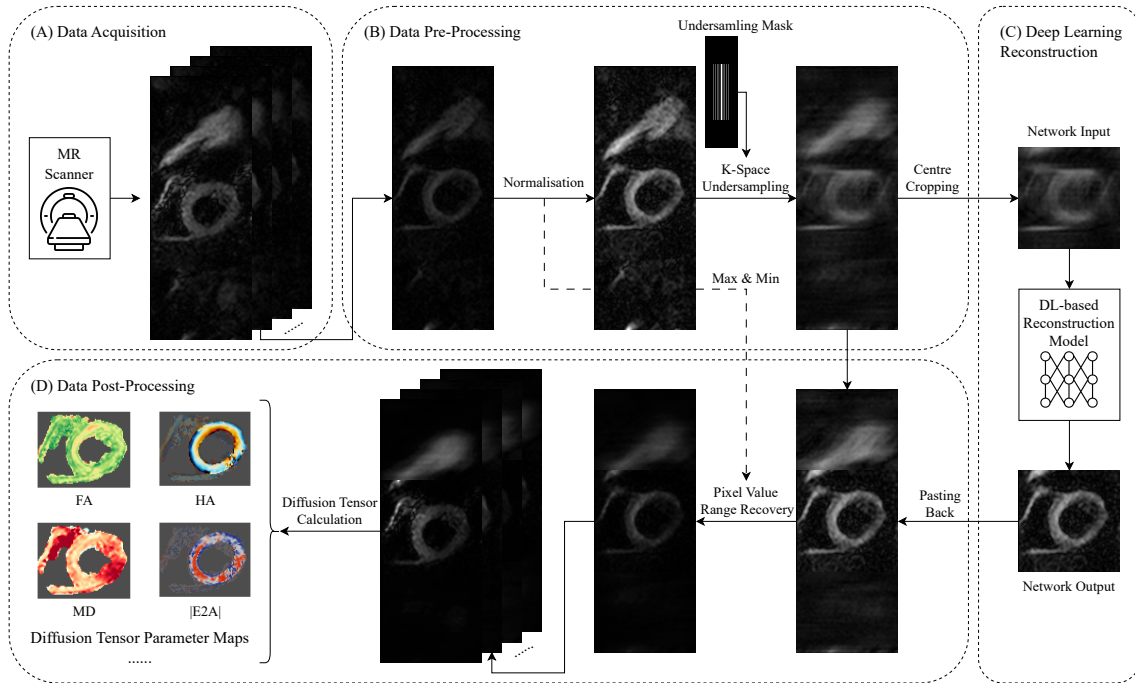 (A) Data Acquisition
MR
Scanner
(B) Data Pre-Processing
Undersamling Mask
Normalisation
K-Space
Undersampling
Max & Min
Centre
Cropping
(C) Deep Learning
Reconstruction
Network Input
DL-based
Reconstruction
Model
Network Output
(D) Data Post-Processing
FA
HA
MD
|E2A|
Diffusion Tensor Parameter Maps
......
Diffusion Tensor
Calculation
Pixel Value
Range Recovery
Pasting
Back